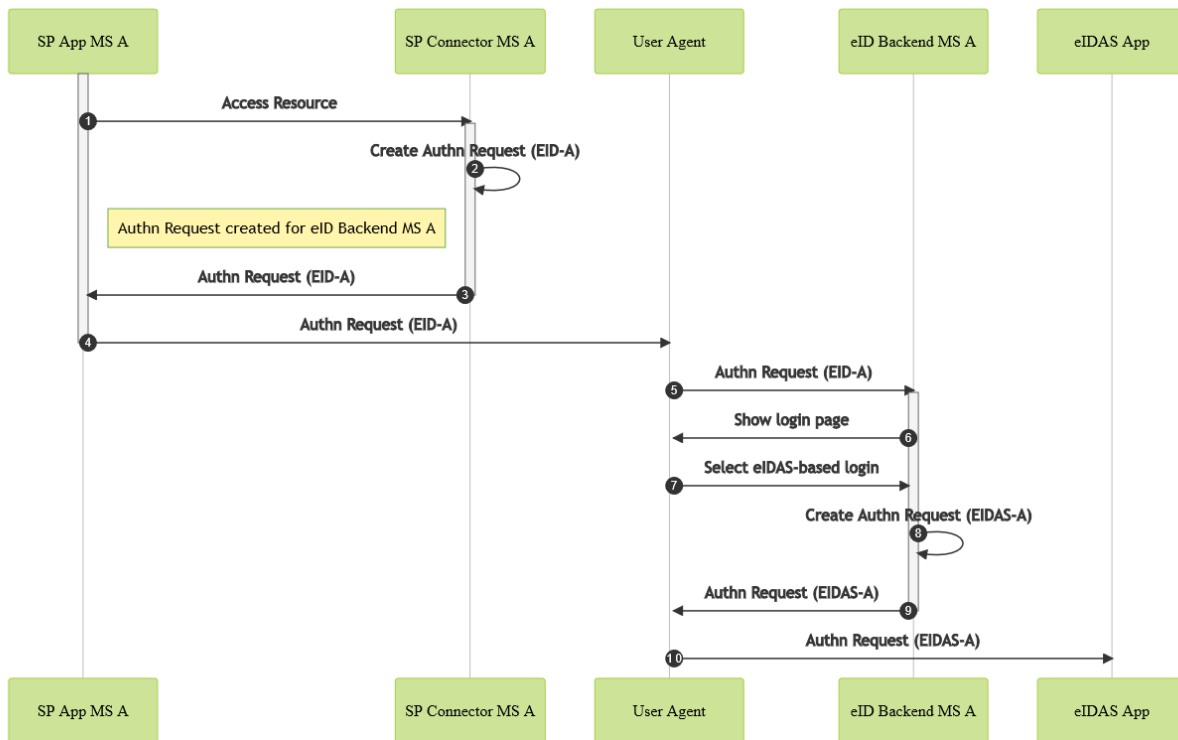 SP App MS A
SP Connector MS A
User Agent
eID Backend MS A
eIDAS App
Access Resource
1
Create Authn Request (EID-A)
2
Authn Request created for eID Backend MS A
Authn Request (EID-A)
3
Authn Request (EID-A)
4
Authn Request (EID-A)
5
Show login page
6
Select eIDAS-based login
7
Create Authn Request (EIDAS-A)
8
Authn Request (EIDAS-A)
9
Authn Request (EIDAS-A)
10
SP App MS A
SP Connector MS A
User Agent
eID Backend MS A
eIDAS App